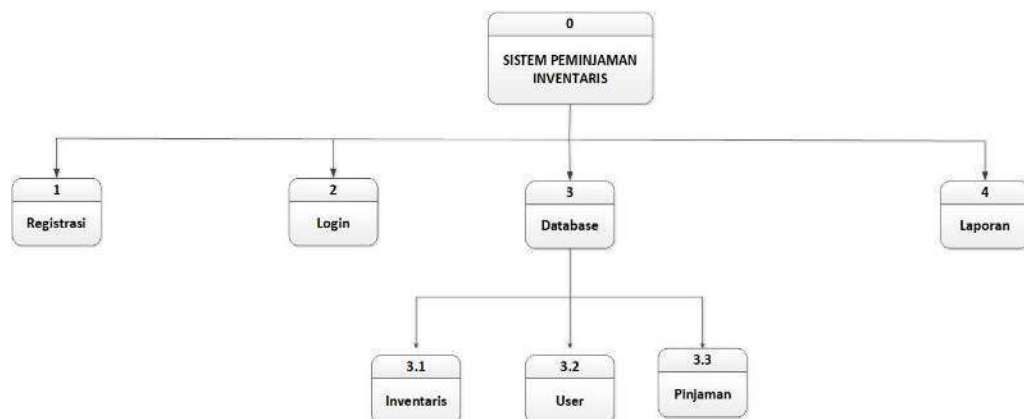 0
SISTEM PEMINJAMAN
INVENTARIS
1
Registrasi
2
Login
3
Database
4
Laporan
3.1
Inventaris
3.2
User
3.3
Pinjaman